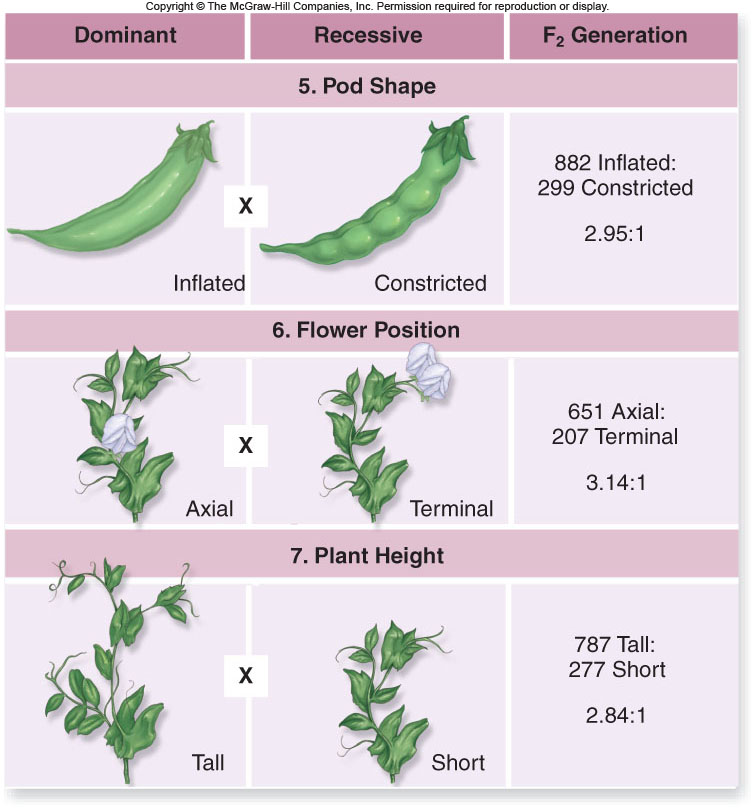 Copyright © The McGraw-Hill Companies, Inc. Permission required for reproduction or display.
Dominant Recessive F₂ Generation
5. Pod Shape
882 Inflated:
299 Constricted
X
2.95:1
Inflated Constricted
6. Flower Position
651 Axial:
207 Terminal
X
3.14:1
Axial Terminal
7. Plant Height
787 Tall:
277 Short
X
2.84:1
Tall Short